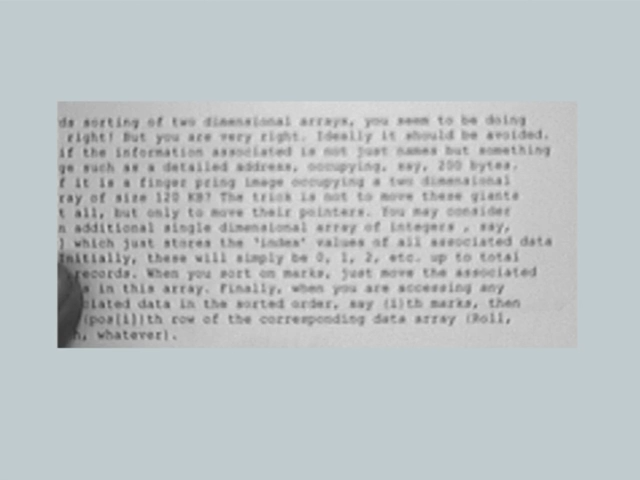 ds sorting of two dimensional arrays, you seem to be doing
right! But you are very right. Ideally it should be avoided.
if the information associated is not just names but something
ge such as a detailed address, occupying, say, 200 bytes.
f it is a finger pring image occupying a two dimensional
ray of size 120 KB? The trick is not to move these giants
t all, but only to move their pointers. You may consider
n additional single dimensional array of integers , say,
] which just stores the 'index' values of all associated data
Initially, these will simply be 0, 1, 2, etc. up to total
records. When you sort on marks, just move the associated
in this array. Finally, when you are accessing any
ciated data in the sorted order, say (i)th marks, then
(pos[i])th row of the corresponding data array (Roll,
h, whatever).